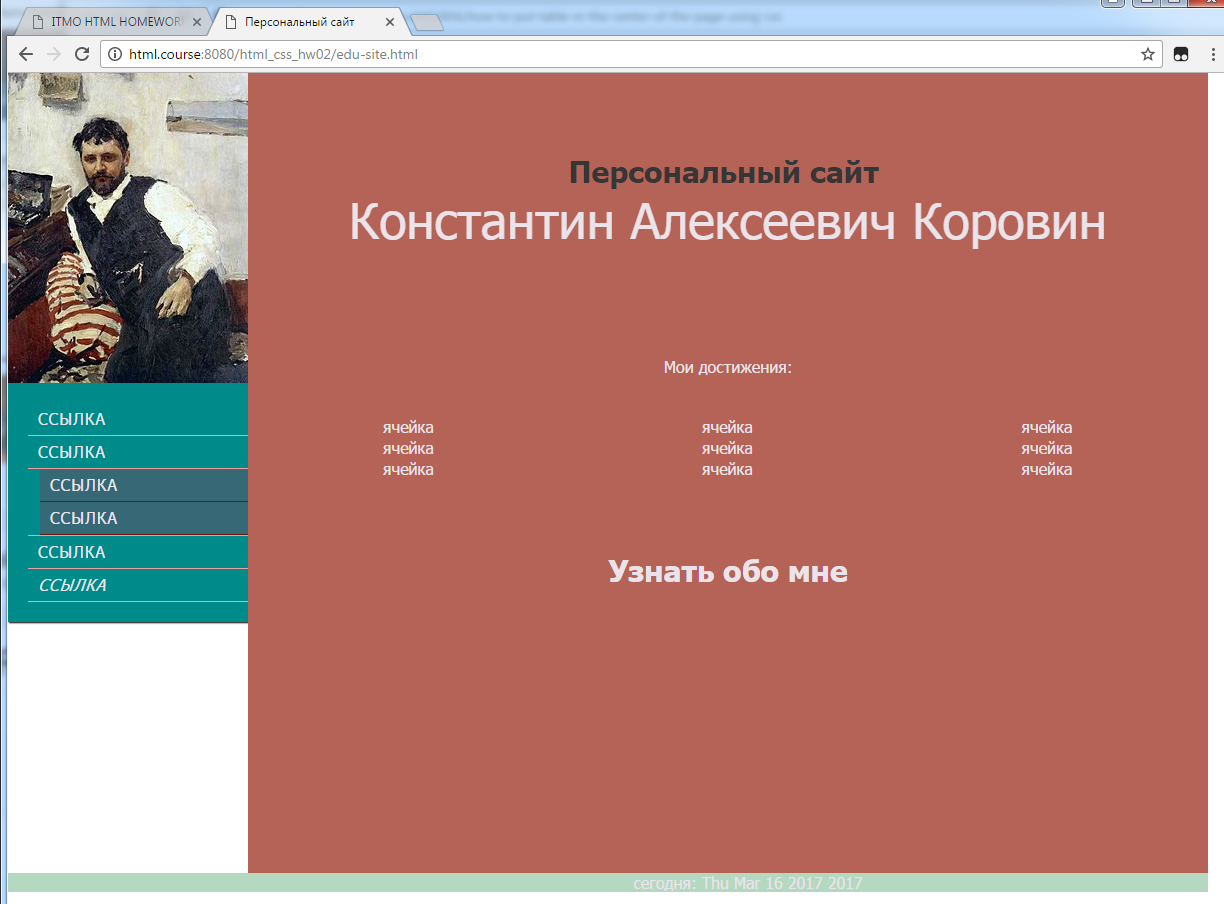 ITMO HTML HOMEWOR
Персональный сайт
html.course:8080/html_css_hw02/edu-site.html
ССЫЛКА
ССЫЛКА
ССЫЛКА
ССЫЛКА
ССЫЛКА
ССЫЛКА
Персональный сайт
Константин Алексеевич Коровин
Мои достижения:
ячейка ячейка ячейка
ячейка ячейка ячейка
ячейка ячейка ячейка
Узнать обо мне
сегодня: Thu Mar 16 2017 2017